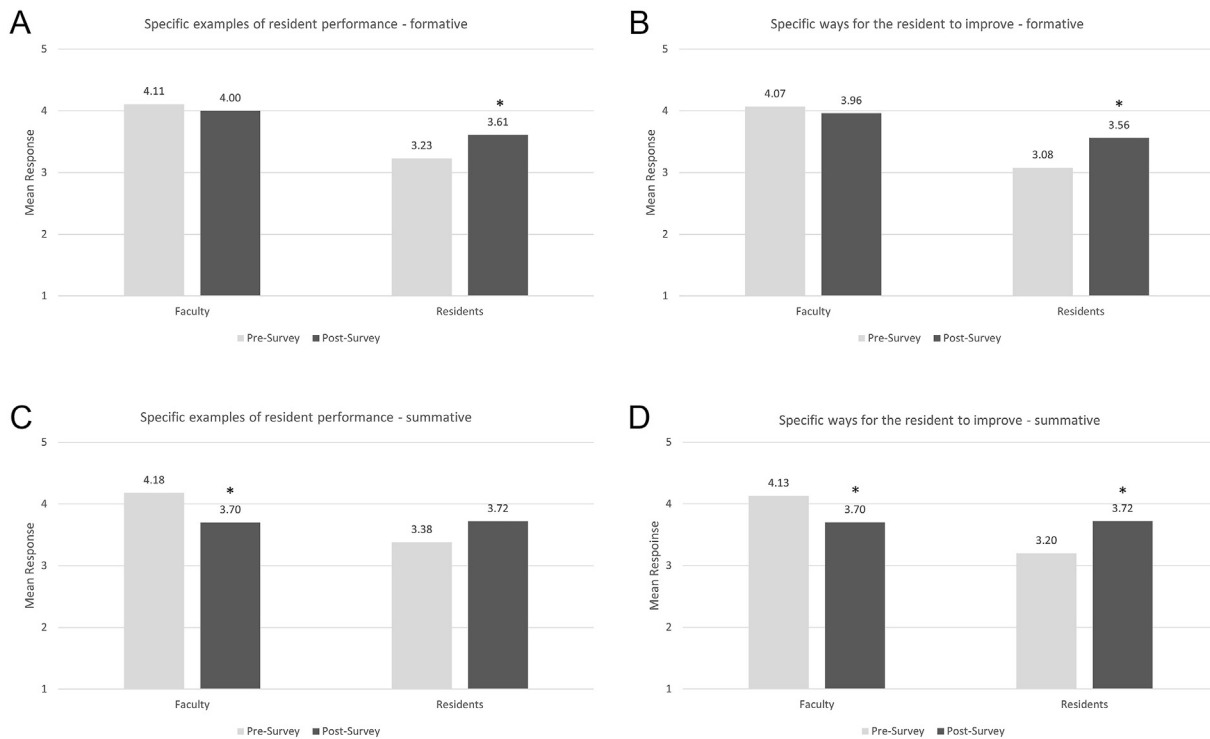 A
Specific examples of resident performance - formative
5
4
3
2
1
Mean Response
4.11
4.00
3.23
*
3.61
Faculty
Residents
Pre-Survey
Post-Survey
B
Specific ways for the resident to improve - formative
5
4
3
2
1
Mean Response
4.07
3.96
3.08
*
3.56
Faculty
Residents
Pre-Survey
Post-Survey
C
Specific examples of resident performance - summative
5
4
3
2
1
Mean Response
4.18
*
3.70
3.38
3.72
Faculty
Residents
Pre-Survey
Post-Survey
D
Specific ways for the resident to improve - summative
5
4
3
2
1
Mean Respoinse
4.13
*
3.70
3.20
*
3.72
Faculty
Residents
Pre-Survey
Post-Survey